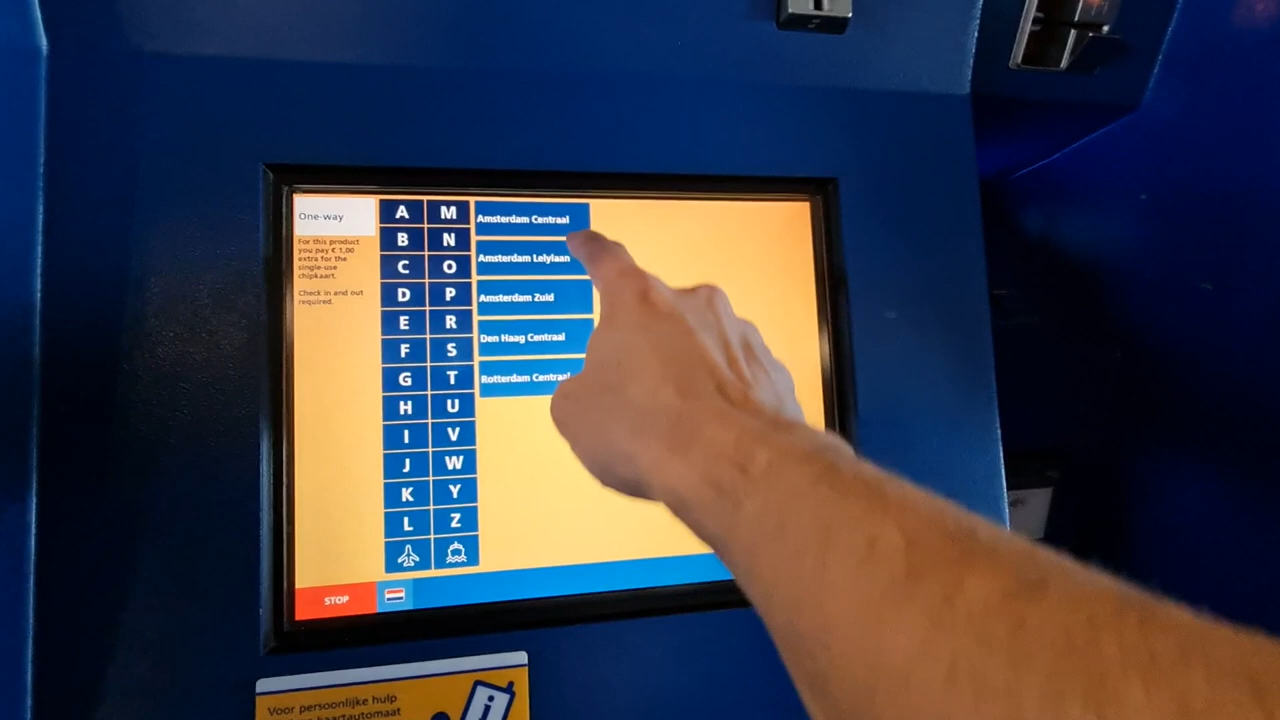 One-way
For this product
you pay € 1,00
extra for the
single-use
chipkaart.
Check in and out
required.
A M
B N
C O
D P
E R
F S
G T
H U
I V
J W
K Y
L Z
Amsterdam Centraal
Amsterdam Lelylaan
Amsterdam Zuid
Den Haag Centraal
Rotterdam Centraal
STOP
Voor persoonlijke hulp
kaartautomaat
i